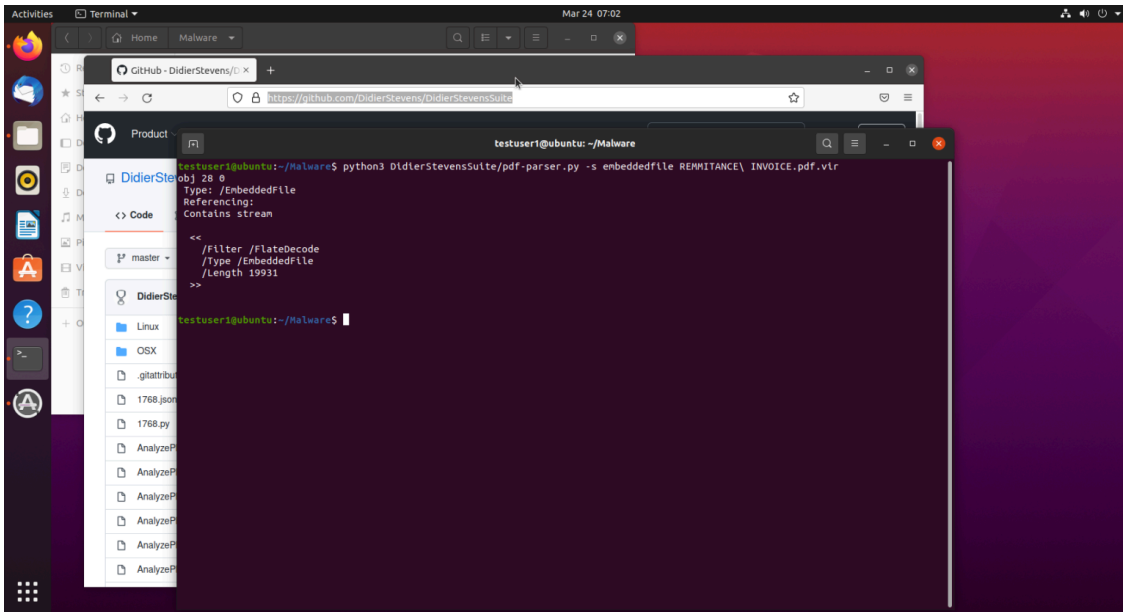 Activities
Terminal
Mar 24 07:02
Home
Malware
GitHub - DidierStevens/D
https://github.com/DidierStevens/DidierStevensSuite
Product
testuser1@ubuntu: ~/Malware
testuser1@ubuntu:~/Malware$ python3 DidierStevensSuite/pdf-parser.py -s embeddedfile REMMITANCE\ INVOICE.pdf.vir
obj 28 0
Type: /EmbeddedFile
Referencing:
Contains stream
<<
/Filter /FlateDecode
/Type /EmbeddedFile
/Length 19931
>>
testuser1@ubuntu:~/Malware$
DidierSte
<> Code
master
DidierSte
Linux
OSX
.gitattribut
1768.json
1768.py
AnalyzeP
AnalyzeP
AnalyzeP
AnalyzeP
AnalyzeP
AnalyzeP